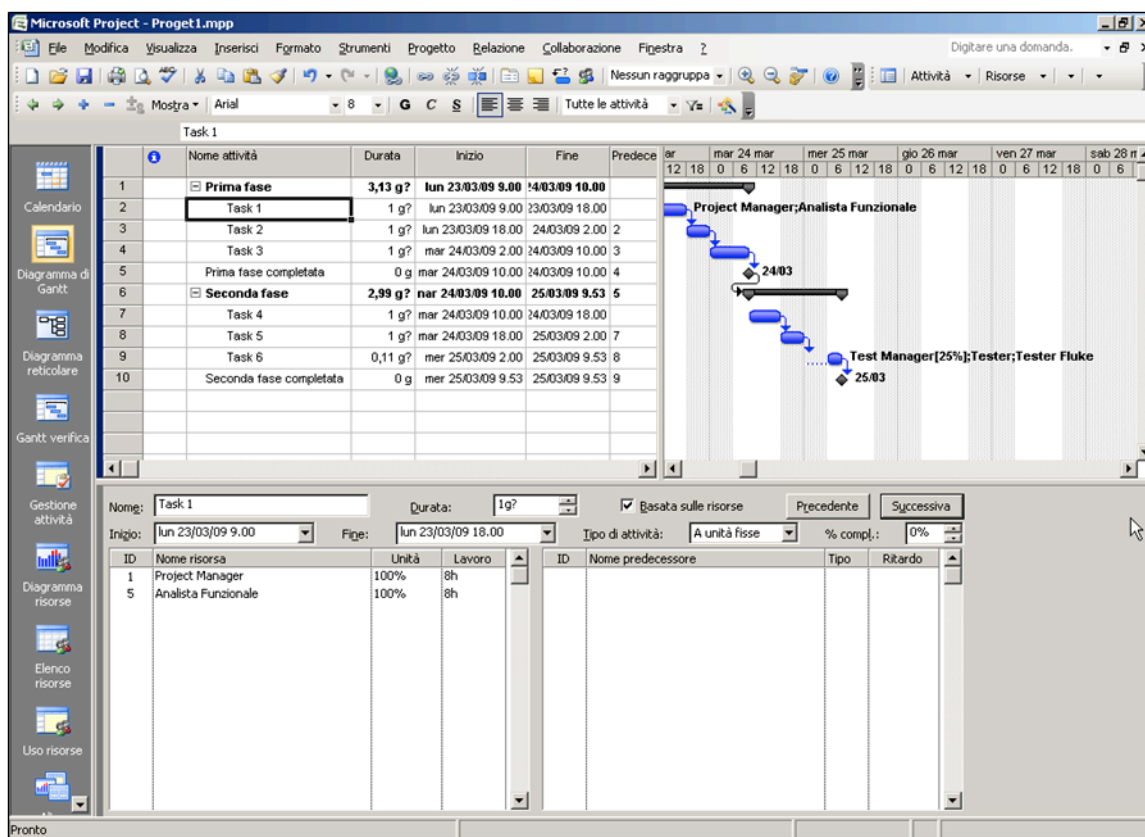 Microsoft Project - Proget1.mpp
File Modifica Visualizza Inserisci Formato Strumenti Progetto Relazione Collaborazione Finestra ? Digitare una domanda.
Nessun raggruppa Attività Risorse
Mostra Arial 8 G C S Tutte le attività
Task 1
Nome attività Durata Inizio Fine Predece ar mar 24 mar mer 25 mar gio 26 mar ven 27 mar sab 28 m
12 18 0 6 12 18 0 6 12 18 0 6 12 18 0 6 12 18 0 6
1 Prima fase 3,13 g? lun 23/03/09 9.00 24/03/09 10.00
2 Task 1 1 g? lun 23/03/09 9.00 23/03/09 18.00 Project Manager;Analista Funzionale
3 Task 2 1 g? lun 23/03/09 18.00 24/03/09 2.00 2
4 Task 3 1 g? mar 24/03/09 2.00 24/03/09 10.00 3
5 Prima fase completata 0 g mar 24/03/09 10.00 24/03/09 10.00 4 24/03
6 Seconda fase 2,99 g? mar 24/03/09 10.00 25/03/09 9.53 5
7 Task 4 1 g? mar 24/03/09 10.00 24/03/09 18.00
8 Task 5 1 g? mar 24/03/09 18.00 25/03/09 2.00 7
9 Task 6 0,11 g? mer 25/03/09 2.00 25/03/09 9.53 8 Test Manager[25%];Tester;Tester Fluke
10 Seconda fase completata 0 g mer 25/03/09 9.53 25/03/09 9.53 9 25/03
Calendario
Diagramma di
Gantt
Diagramma
reticolare
Gantt verifica
Gestione
attività
Diagramma
risorse
Elenco
risorse
Uso risorse
Nome: Task 1 Durata: 1g? Basata sulle risorse Precedente Successiva
Inizio: lun 23/03/09 9.00 Fine: lun 23/03/09 18.00 Tipo di attività: A unità fisse % compl.: 0%
ID Nome risorsa Unità Lavoro ID Nome predecessore Tipo Ritardo
1 Project Manager 100% 8h
5 Analista Funzionale 100% 8h
Pronto